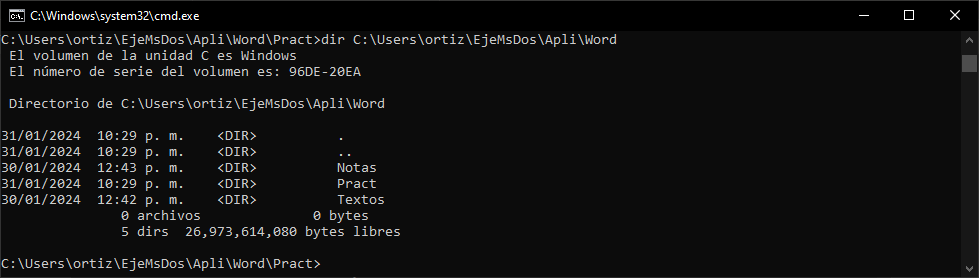 C:\Windows\system32\cmd.exe
C:\Users\ortiz\EjeMsDos\Apli\Word\Pract>dir C:\Users\ortiz\EjeMsDos\Apli\Word
El volumen de la unidad C es Windows
El número de serie del volumen es: 96DE-20EA
Directorio de C:\Users\ortiz\EjeMsDos\Apli\Word
31/01/2024  10:29 p. m.    <DIR>          .
31/01/2024  10:29 p. m.    <DIR>          ..
30/01/2024  12:43 p. m.    <DIR>          Notas
31/01/2024  10:29 p. m.    <DIR>          Pract
30/01/2024  12:42 p. m.    <DIR>          Textos
0 archivos              0 bytes
5 dirs  26,973,614,080 bytes libres
C:\Users\ortiz\EjeMsDos\Apli\Word\Pract>